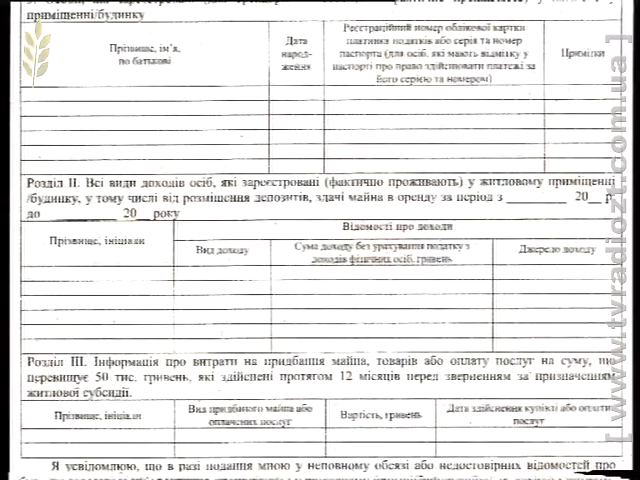 приміщенні/будинку
Прізвище, ім'я,
по батькові
Дата
народ-
ження
Реєстраційний номер облікової картки
платника податків або серія та номер
паспорта (для осіб, які мають відмітку у
паспорті про право здійснювати платежі за
його серією та номером)
Примітки
Розділ II. Всі види доходів осіб, які зареєстровані (фактично проживають) у житловому приміщенні
/будинку, у тому числі від розміщення депозитів, здачі майна в оренду за період з __________ 20__ р
до __________ 20__ року
Прізвище, ініціали
Відомості про доходи
Вид доходу
Сума доходу без урахування податку з
доходів фізичних осіб, гривень
Джерело доходу
Розділ III. Інформація про витрати на придбання майна, товарів або оплату послуг на суму, що
перевищує 50 тис. гривень, які здійснені протягом 12 місяців перед зверненням за призначенням
житлової субсидії.
Прізвище, ініціали
Вид придбаного майна або
оплачених послуг
Вартість, гривень
Дата здійснення купівлі або оплати
послуг
Я усвідомлюю, що в разі подання мною у неповному обсязі або недостовірних відомостей про
[ www.tvradiozt.com.ua ]